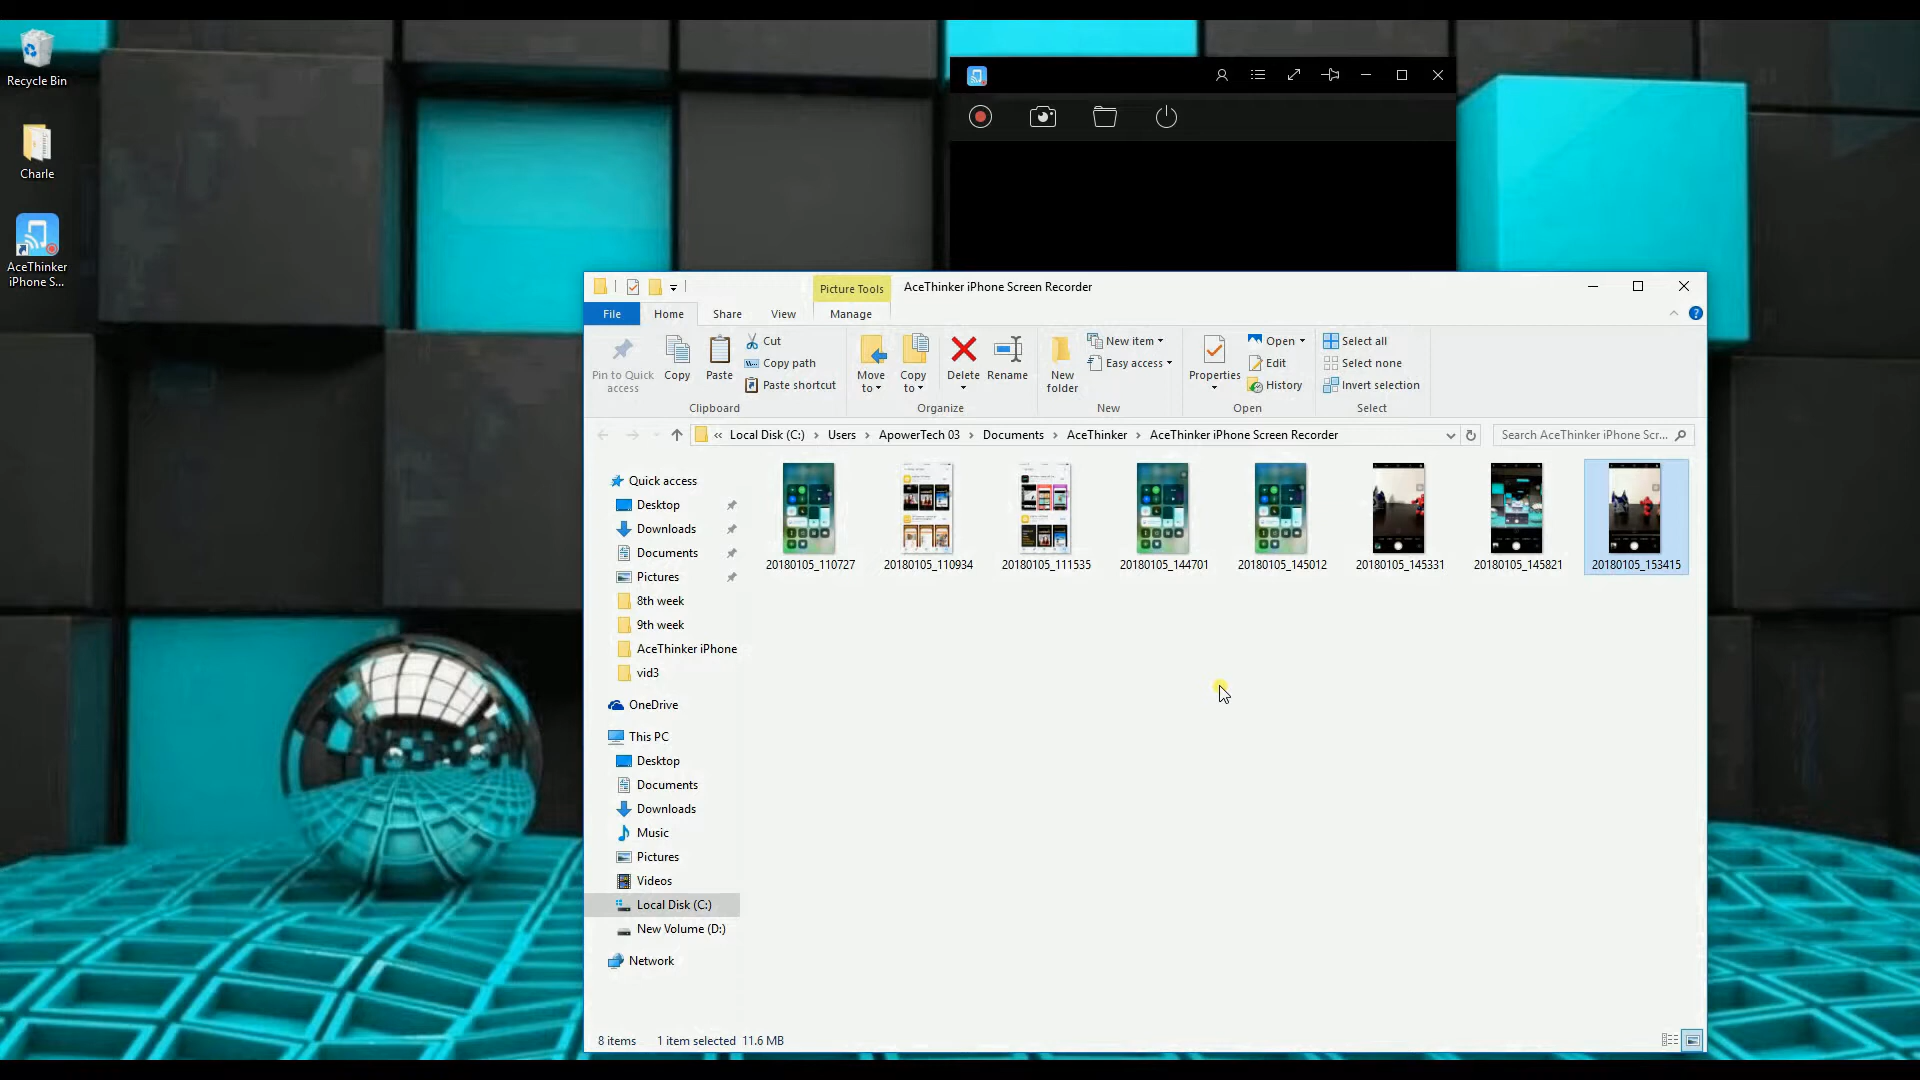 Recycle Bin
Charle
AceThinker
iPhone S...
Picture Tools
AceThinker iPhone Screen Recorder
File
Home
Share
View
Manage
Pin to Quick
access
Copy
Paste
Cut
Copy path
Paste shortcut
Clipboard
Move
to
Copy
to
Delete
Rename
Organize
New
folder
New item
Easy access
New
Properties
Open
Edit
History
Open
Select all
Select none
Invert selection
Select
« Local Disk (C:) › Users › ApowerTech 03 › Documents › AceThinker › AceThinker iPhone Screen Recorder
Search AceThinker iPhone Scr...
Quick access
Desktop
Downloads
Documents
Pictures
8th week
9th week
AceThinker iPhone
vid3
OneDrive
This PC
Desktop
Documents
Downloads
Music
Pictures
Videos
Local Disk (C:)
New Volume (D:)
Network
20180105_110727
20180105_110934
20180105_111535
20180105_144701
20180105_145012
20180105_145331
20180105_145821
20180105_153415
8 items
1 item selected 11.6 MB